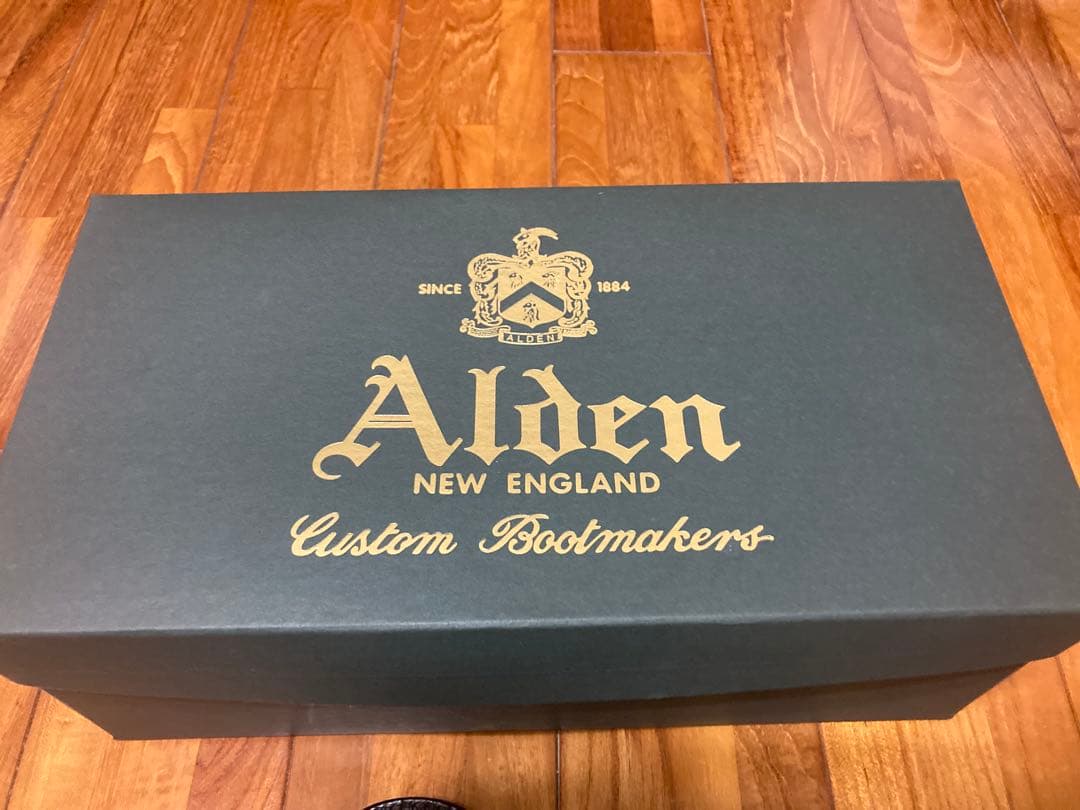 SINCE 1884
ALDEN
Alden
NEW ENGLAND
Custom Bootmakers